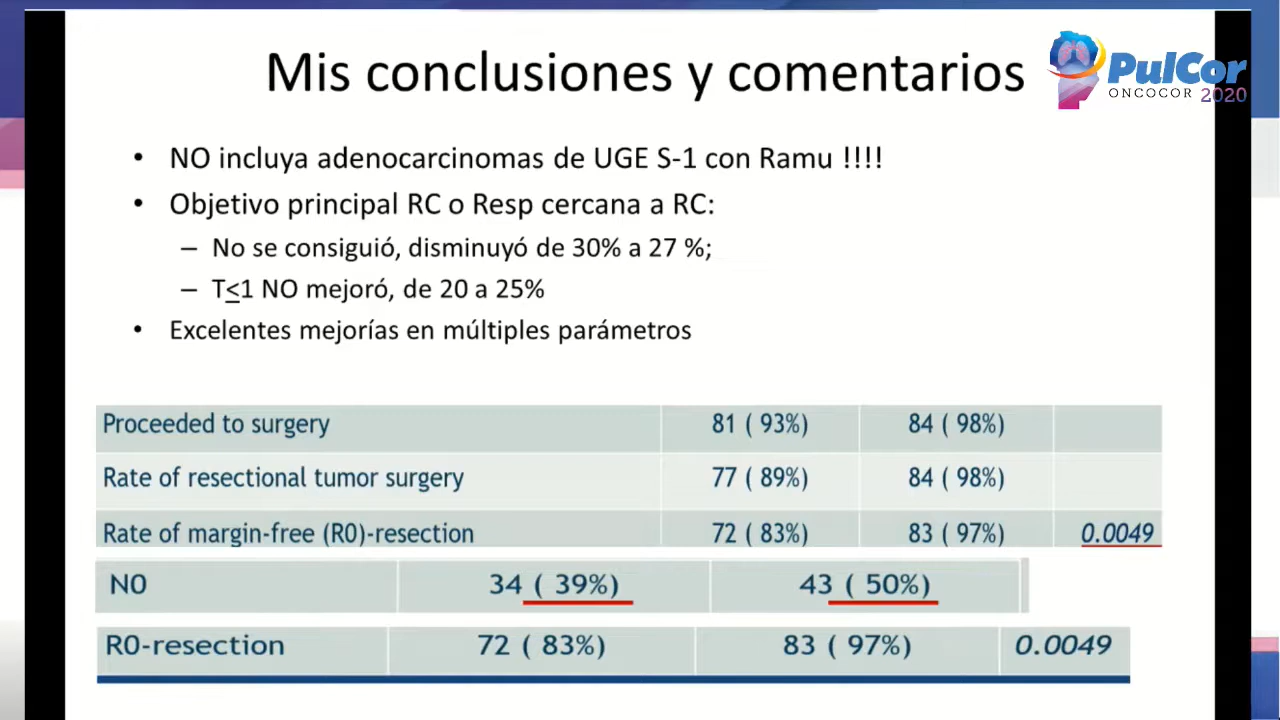 Mis conclusiones y comentarios
PulCor
ONCOCOR 2020
• NO incluya adenocarcinomas de UGE S-1 con Ramu !!!!
• Objetivo principal RC o Resp cercana a RC:
– No se consiguió, disminuyó de 30% a 27 %;
– T≤1 NO mejoró, de 20 a 25%
• Excelentes mejorías en múltiples parámetros
Proceeded to surgery 81 ( 93%) 84 ( 98%)
Rate of resectional tumor surgery 77 ( 89%) 84 ( 98%)
Rate of margin-free (R0)-resection 72 ( 83%) 83 ( 97%) 0.0049
N0 34 ( 39%) 43 ( 50%)
R0-resection 72 ( 83%) 83 ( 97%) 0.0049